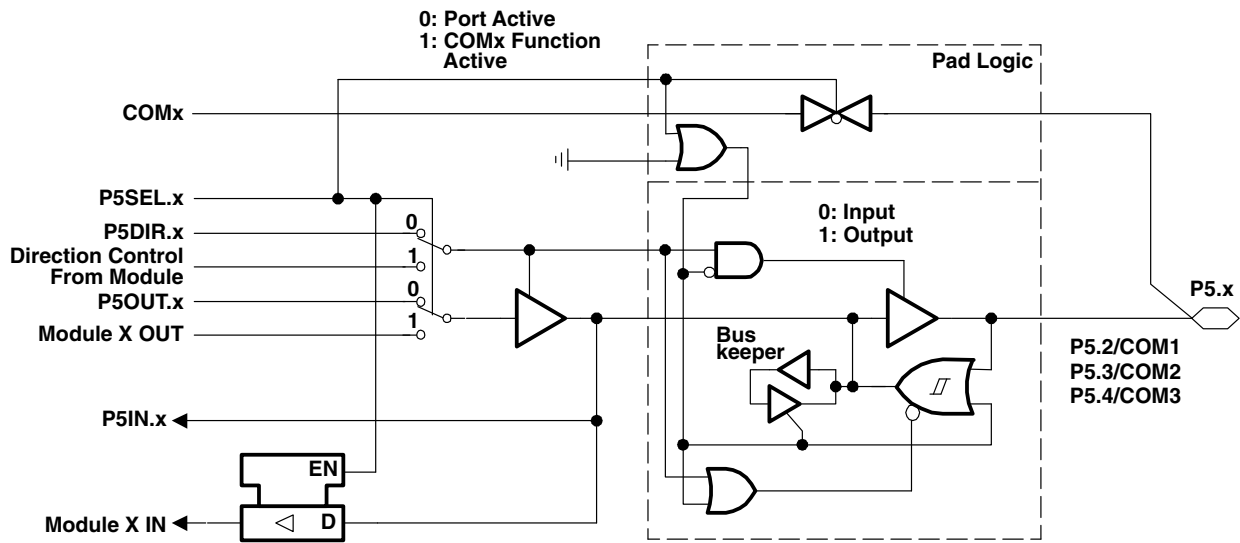 0: Port Active
1: COMx Function
Active
Pad Logic
COMx
P5SEL.x
0: Input
1: Output
P5DIR.x
0
Direction Control
From Module
1
P5OUT.x
0
P5.x
Module X OUT
1
Bus
keeper
P5.2/COM1
P5.3/COM2
P5.4/COM3
P5IN.x
EN
Module X IN
D